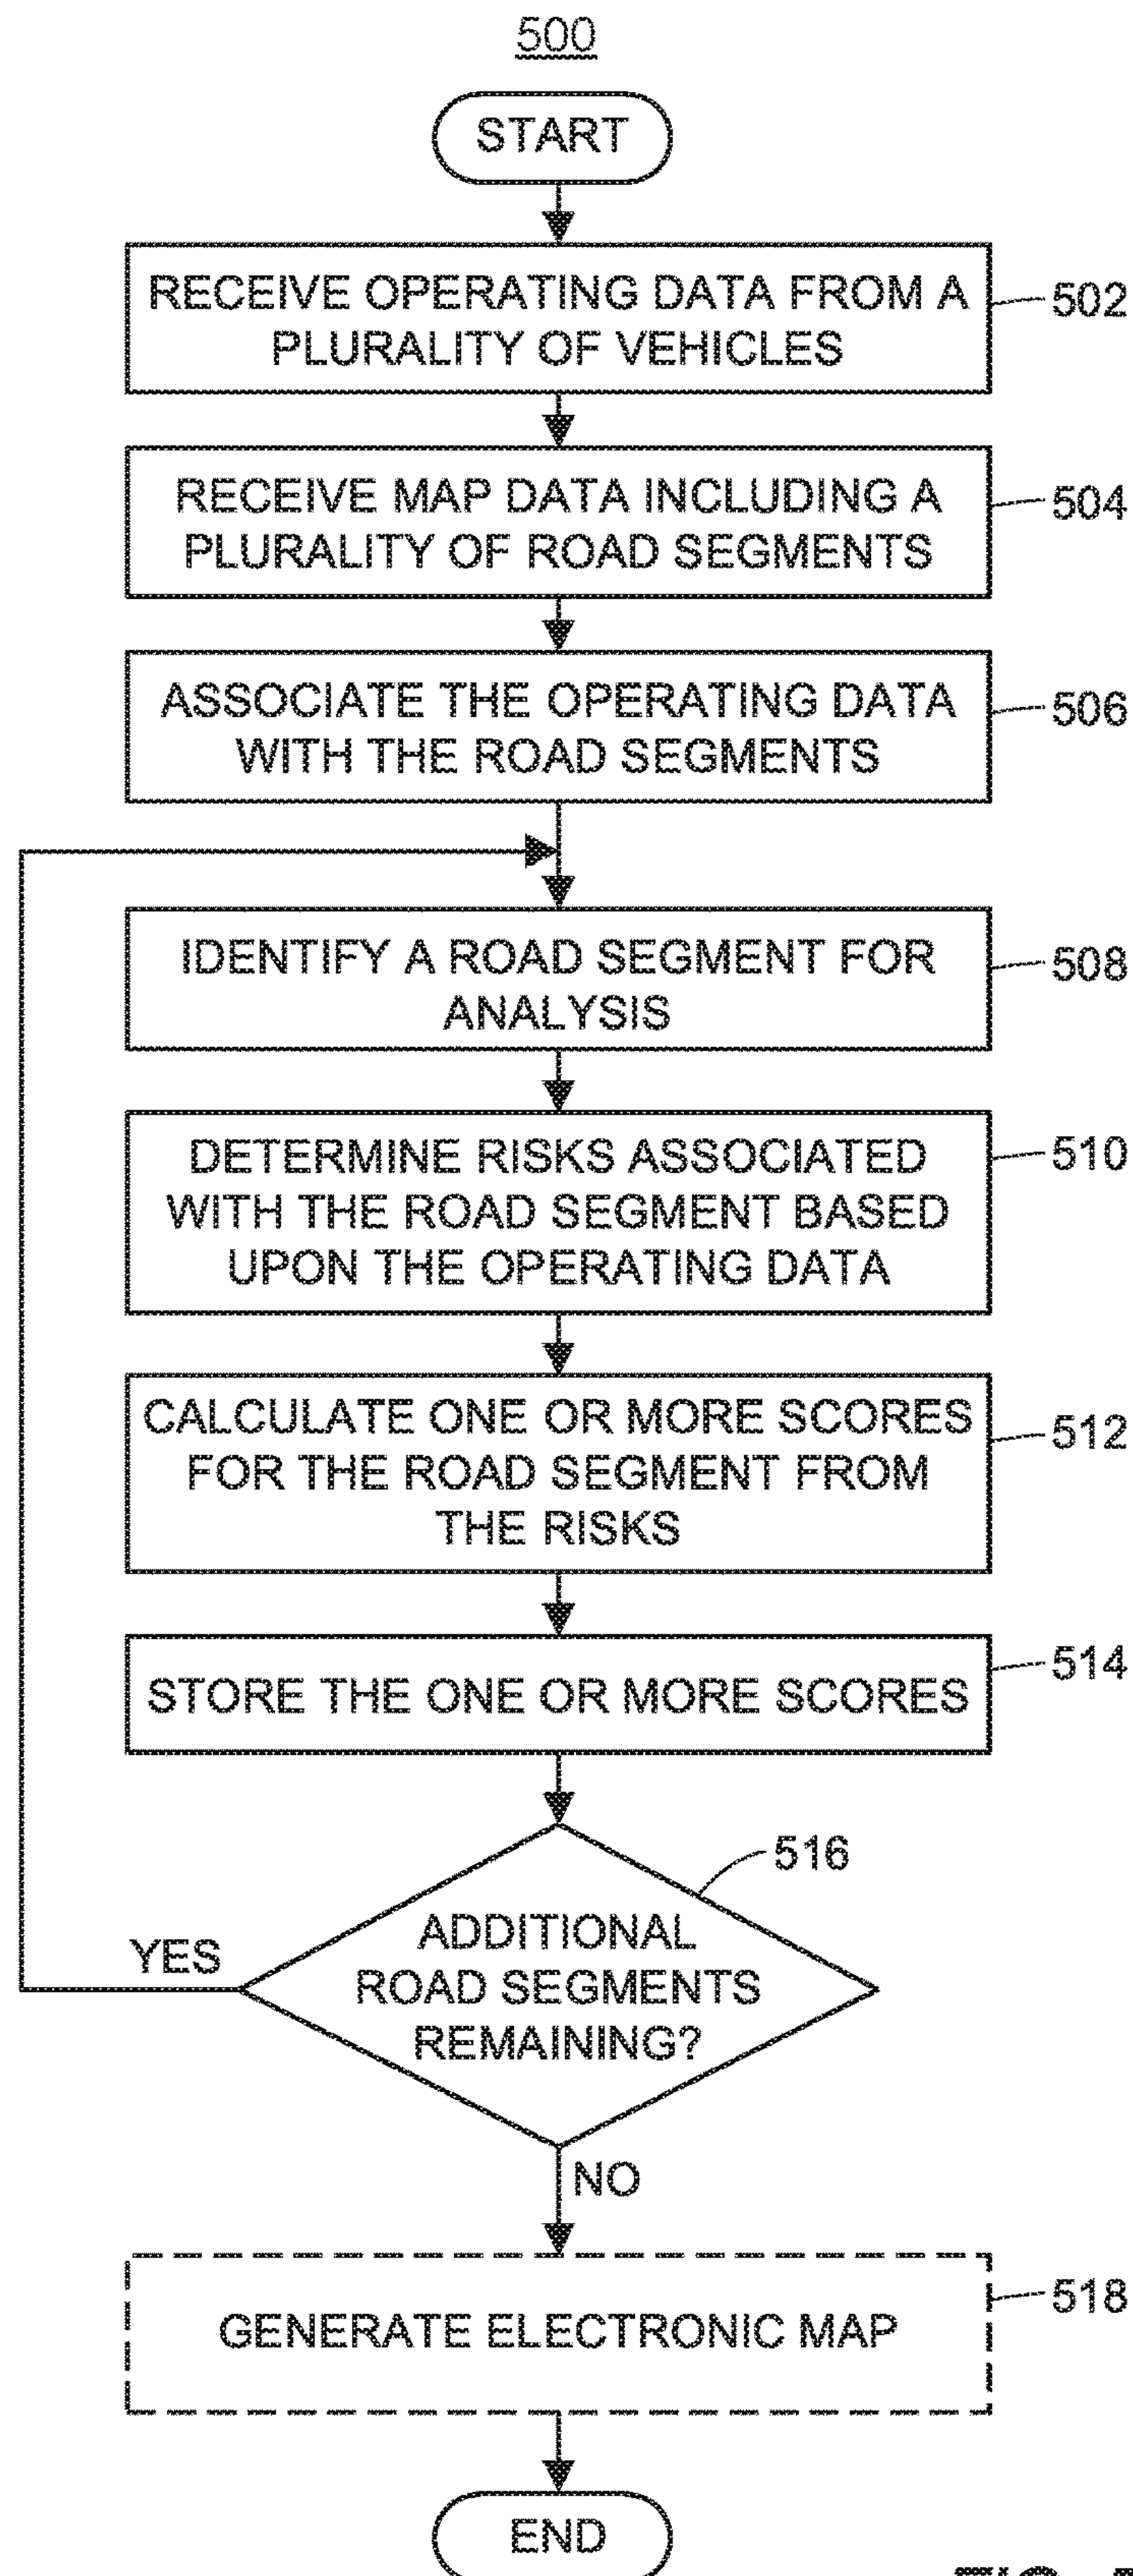 500
START
RECEIVE OPERATING DATA FROM A
PLURALITY OF VEHICLES
502
RECEIVE MAP DATA INCLUDING A
PLURALITY OF ROAD SEGMENTS
504
ASSOCIATE THE OPERATING DATA
WITH THE ROAD SEGMENTS
506
IDENTIFY A ROAD SEGMENT FOR
ANALYSIS
508
DETERMINE RISKS ASSOCIATED
WITH THE ROAD SEGMENT BASED
UPON THE OPERATING DATA
510
CALCULATE ONE OR MORE SCORES
FOR THE ROAD SEGMENT FROM
THE RISKS
512
STORE THE ONE OR MORE SCORES
514
516
ADDITIONAL
ROAD SEGMENTS
REMAINING?
YES
NO
GENERATE ELECTRONIC MAP
518
END